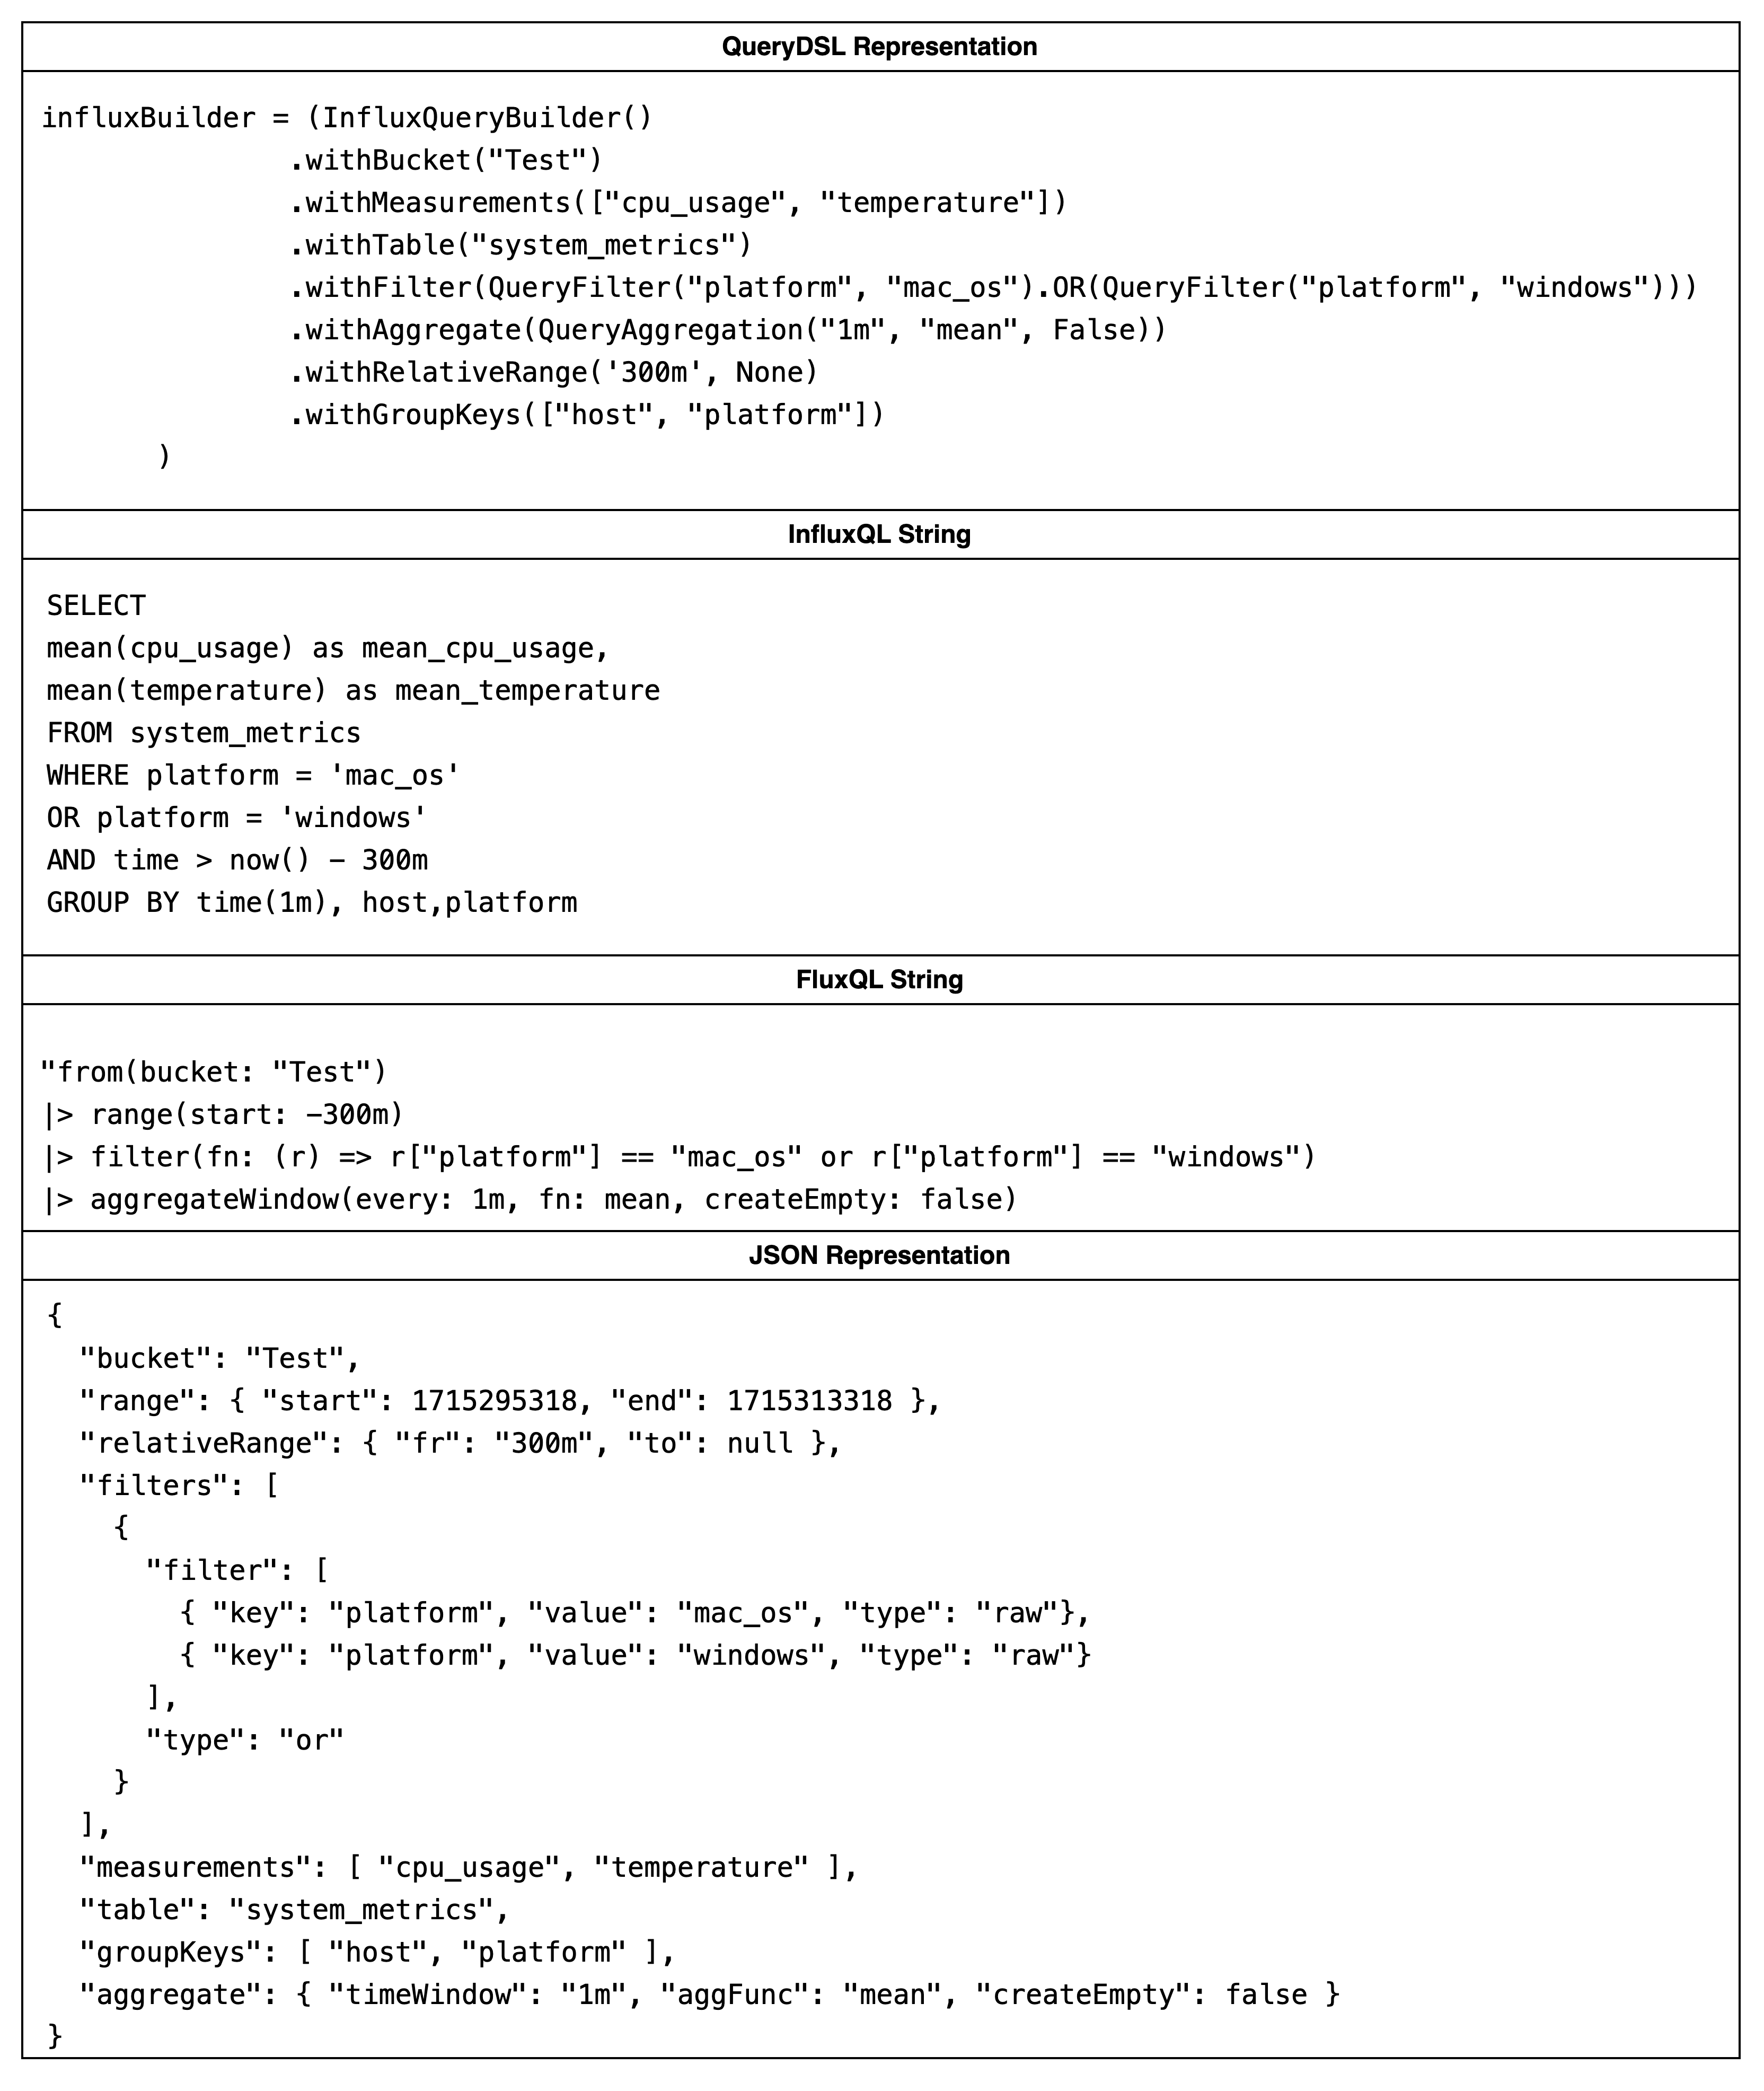 QueryDSL Representation
influxBuilder = (InfluxQueryBuilder()
.withBucket("Test")
.withMeasurements(["cpu_usage", "temperature"])
.withTable("system_metrics")
.withFilter(QueryFilter("platform", "mac_os").OR(QueryFilter("platform", "windows")))
.withAggregate(QueryAggregation("1m", "mean", False))
.withRelativeRange('300m', None)
.withGroupKeys(["host", "platform"])
)
InfluxQL String
SELECT
mean(cpu_usage) as mean_cpu_usage,
mean(temperature) as mean_temperature
FROM system_metrics
WHERE platform = 'mac_os'
OR platform = 'windows'
AND time > now() – 300m
GROUP BY time(1m), host,platform
FluxQL String
"from(bucket: "Test")
|> range(start: –300m)
|> filter(fn: (r) => r["platform"] == "mac_os" or r["platform"] == "windows")
|> aggregateWindow(every: 1m, fn: mean, createEmpty: false)
JSON Representation
{
"bucket": "Test",
"range": { "start": 1715295318, "end": 1715313318 },
"relativeRange": { "fr": "300m", "to": null },
"filters": [
{
"filter": [
{ "key": "platform", "value": "mac_os", "type": "raw"},
{ "key": "platform", "value": "windows", "type": "raw"}
],
"type": "or"
}
],
"measurements": [ "cpu_usage", "temperature" ],
"table": "system_metrics",
"groupKeys": [ "host", "platform" ],
"aggregate": { "timeWindow": "1m", "aggFunc": "mean", "createEmpty": false }
}